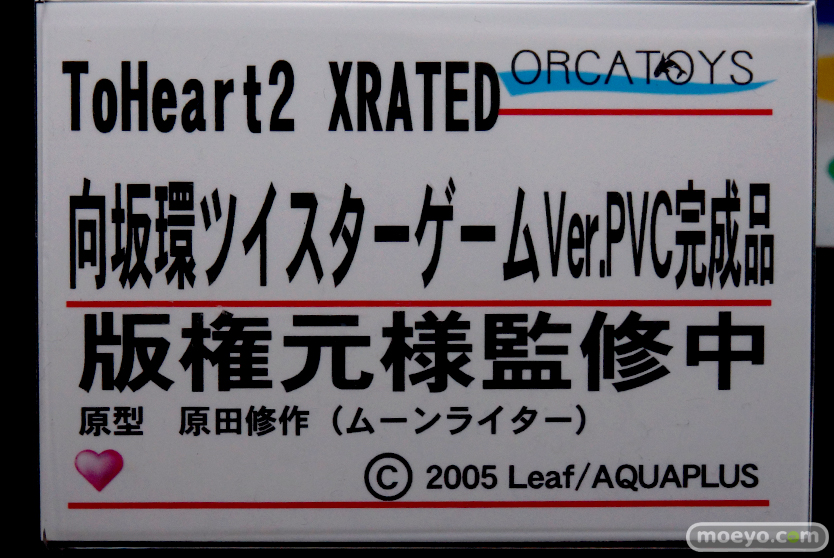 ToHeart2 XRATED
ORCATOYS
向坂環ツイスターゲームVer.PVC完成品
版権元様監修中
原型 原田修作（ムーンライター）
© 2005 Leaf/AQUAPLUS
moeyo.com